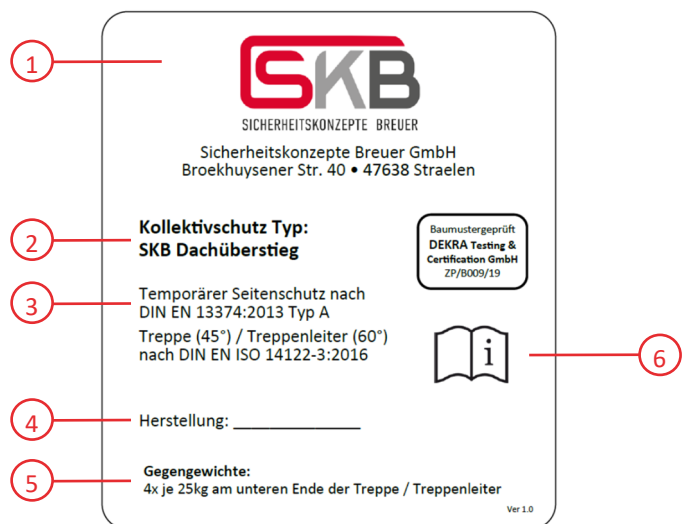 1
SKB
SICHERHEITSKONZEPTE BREUER
Sicherheitskonzepte Breuer GmbH
Broekhuysener Str. 40 • 47638 Straelen
2
Kollektivschutz Typ:
SKB Dachüberstieg
Baumustergeprüft
DEKRA Testing &
Certification GmbH
ZP/B009/19
3
Temporärer Seitenschutz nach
DIN EN 13374:2013 Typ A
Treppe (45°) / Treppenleiter (60°)
nach DIN EN ISO 14122-3:2016
i
6
4
Herstellung: ______________
5
Gegengewichte:
4x je 25kg am unteren Ende der Treppe / Treppenleiter
Ver 1.0